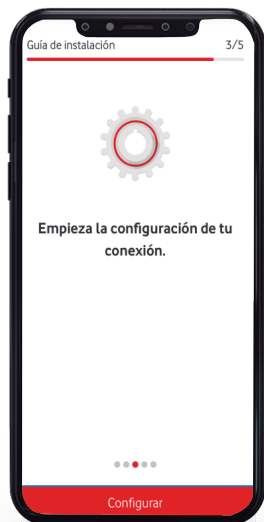 Guía de instalación 3/5
Empieza la configuración de tu
conexión.
Configurar